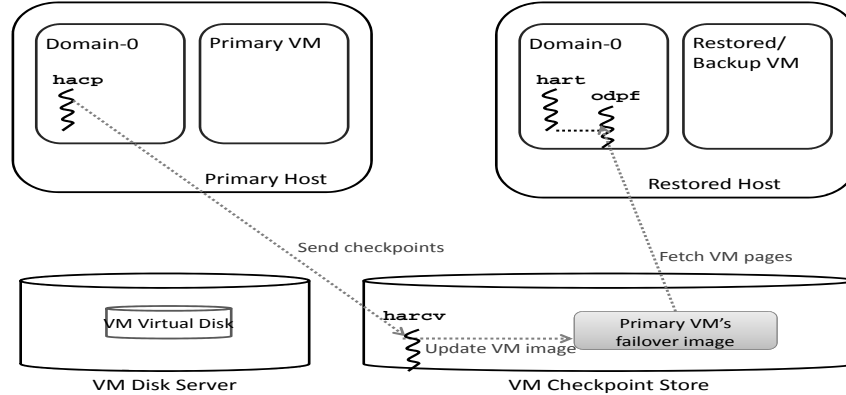 Domain-0
Primary VM
hacp
Primary Host
Domain-0
Restored/
Backup VM
hart
odpf
Restored Host
Send checkpoints
Fetch VM pages
VM Virtual Disk
VM Disk Server
harcv
Update VM image
Primary VM's
failover image
VM Checkpoint Store